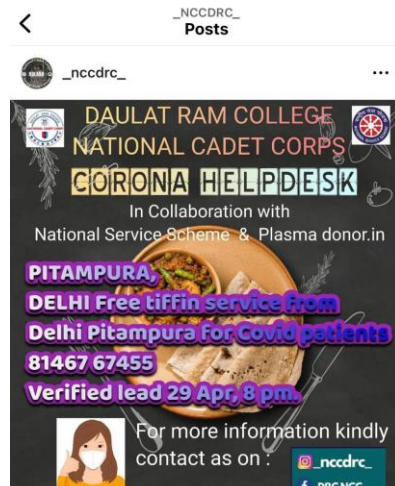 _NCCDRC_
Posts
_nccdrc_
DAULAT RAM COLLEGE
NATIONAL CADET CORPS
CORONA HELPDESK
In Collaboration with
National Service Scheme & Plasma donor.in
PITAMPURA,
DELHI Free tiffin service from
Delhi Pitampura for Covid patients
81467 67455
Verified lead 29 Apr, 8 pm.
For more information kindly
contact as on :
_nccdrc_